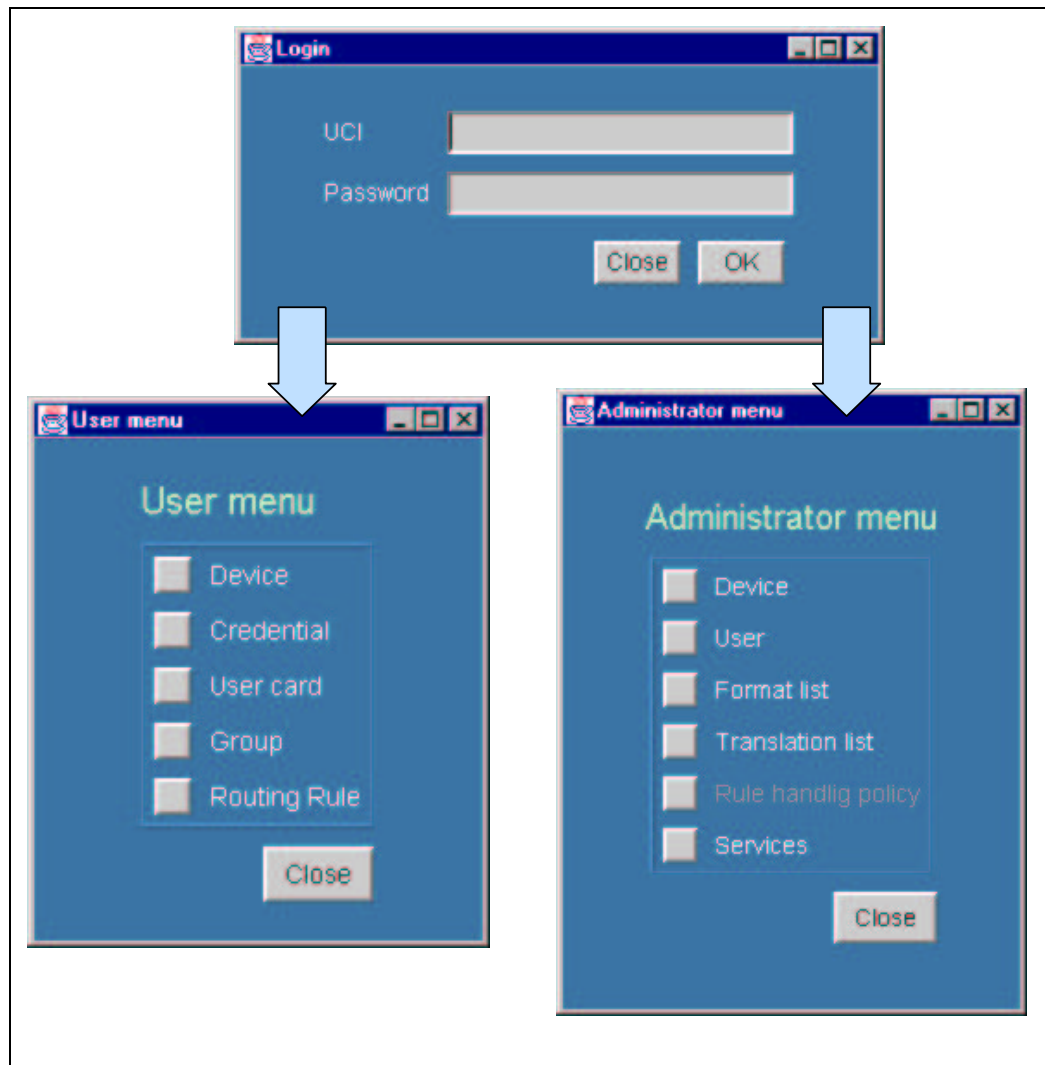 Login
UCI
Password
Close OK
User menu
User menu
Device
Credential
User card
Group
Routing Rule
Close
Administrator menu
Administrator menu
Device
User
Format list
Translation list
Rule handlig policy
Services
Close